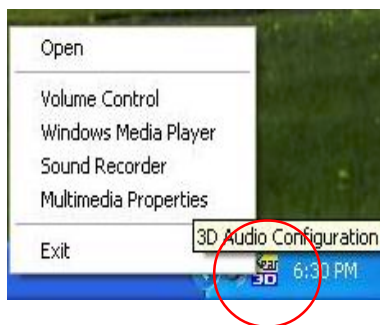 Open
Volume Control
Windows Media Player
Sound Recorder
Multimedia Properties
Exit
3D Audio Configuration
3D
6:30 PM